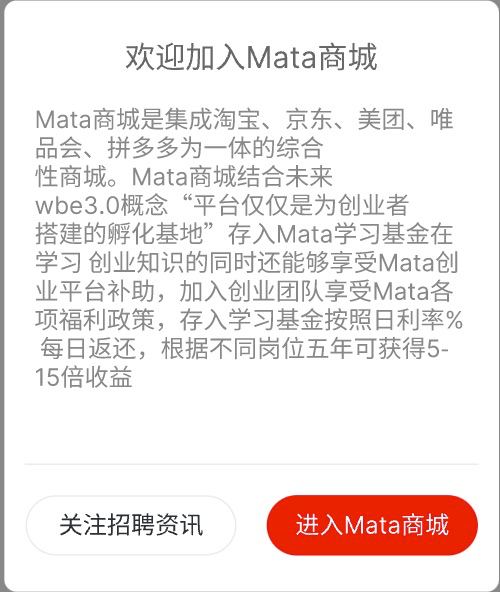 欢迎加入Mata商城
Mata商城是集成淘宝、京东、美团、唯
品会、拼多多为一体的综合
性商城。Mata商城结合未来
wbe3.0概念“平台仅仅是为创业者
搭建的孵化基地”存入Mata学习基金在
学习 创业知识的同时还能够享受Mata创
业平台补助，加入创业团队享受Mata各
项福利政策，存入学习基金按照日利率%
每日返还，根据不同岗位五年可获得5-
15倍收益
关注招聘资讯
进入Mata商城